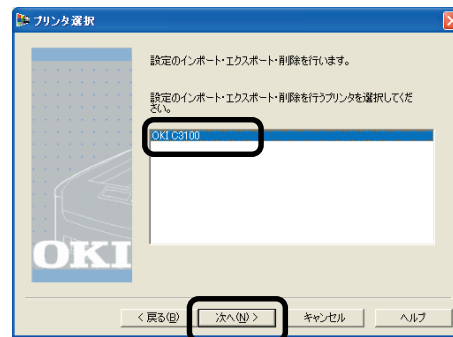 プリンタ選択
設定のインポート・エクスポート・削除を行います。
設定のインポート・エクスポート・削除を行うプリンタを選択してくだ
さい。
OKI C3100
OKI
< 戻る(B)
次へ(N) >
キャンセル
ヘルプ